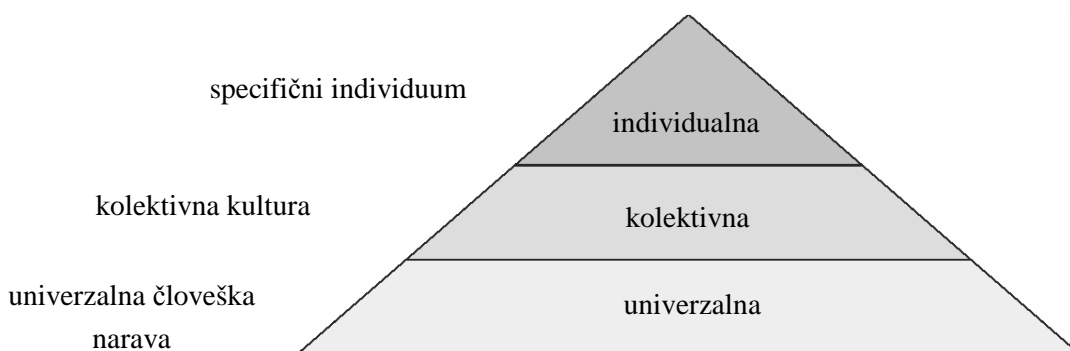 specifični individuum
individualna
kolektivna kultura
kolektivna
univerzalna človeška
narava
univerzalna